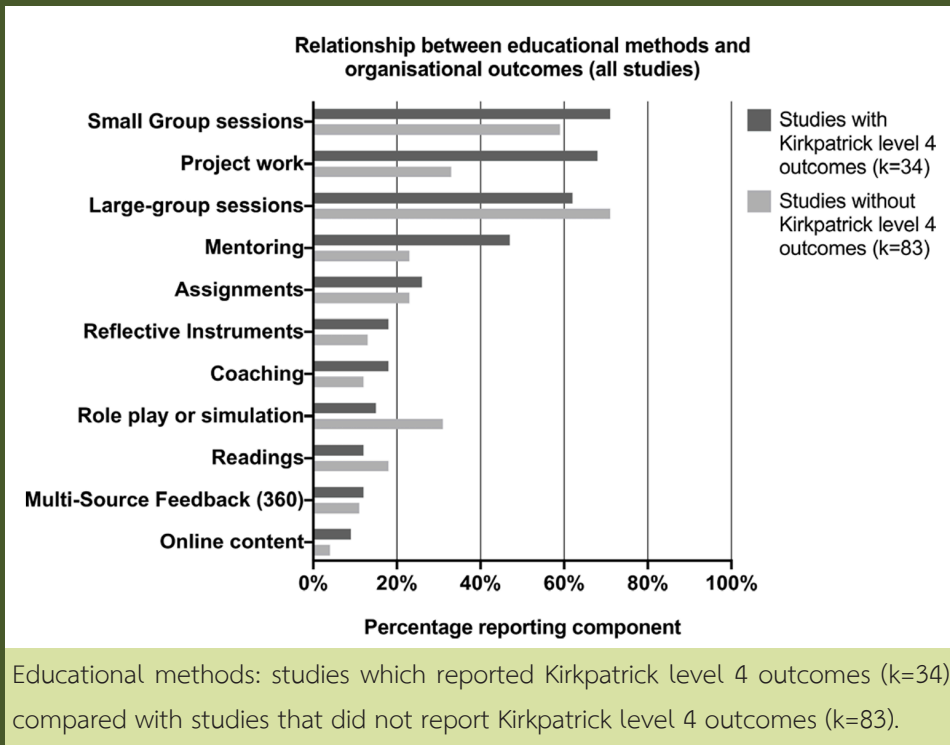 Relationship between educational methods and
organisational outcomes (all studies)
Small Group sessions
Project work
Large-group sessions
Mentoring
Assignments
Reflective Instruments
Coaching
Role play or simulation
Readings
Multi-Source Feedback (360)
Online content
0% 20% 40% 60% 80% 100%
Percentage reporting component
Studies with
Kirkpatrick level 4
outcomes (k=34)
Studies without
Kirkpatrick level 4
outcomes (k=83)
Educational methods: studies which reported Kirkpatrick level 4 outcomes (k=34)
compared with studies that did not report Kirkpatrick level 4 outcomes (k=83).